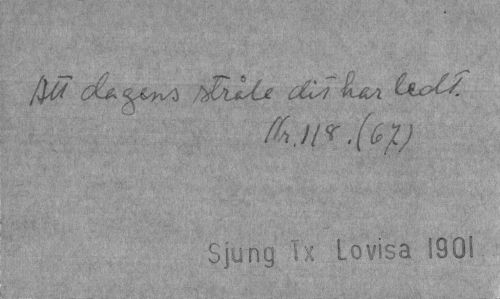 Att dagens stråle dit har ledt.
Nr. 118. (67)
Sjung Tx Lovisa 1901